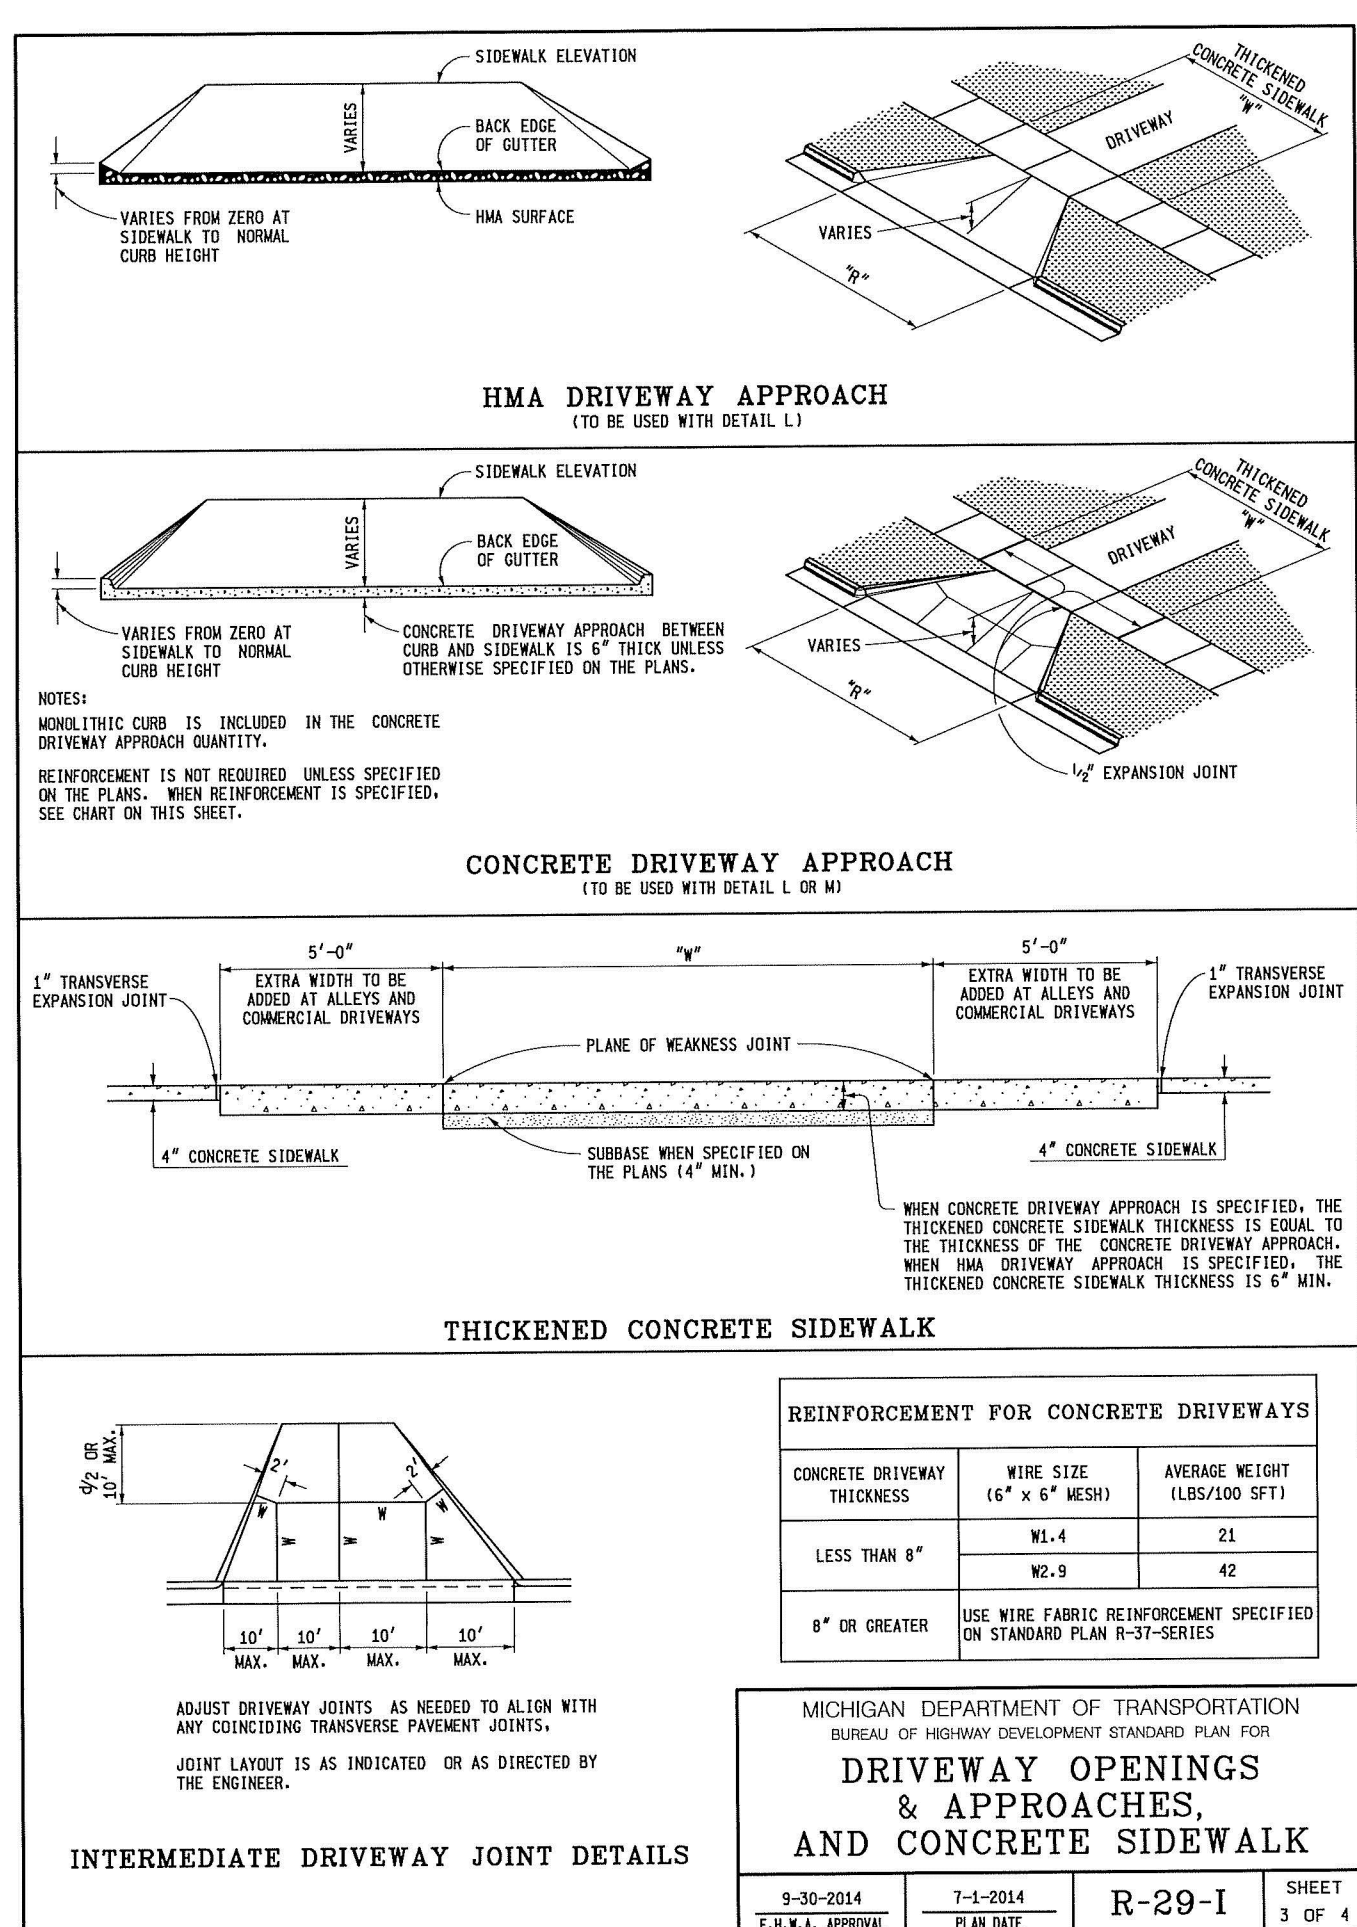 SIDEWALK ELEVATION
VARIES
BACK EDGE
OF GUTTER
HMA SURFACE
VARIES FROM ZERO AT
SIDEWALK TO NORMAL
CURB HEIGHT
THICKENED
CONCRETE SIDEWALK
"W"
DRIVEWAY
VARIES
"R"
HMA DRIVEWAY APPROACH
(TO BE USED WITH DETAIL L)
SIDEWALK ELEVATION
VARIES
BACK EDGE
OF GUTTER
VARIES FROM ZERO AT
SIDEWALK TO NORMAL
CURB HEIGHT
CONCRETE DRIVEWAY APPROACH BETWEEN
CURB AND SIDEWALK IS 6" THICK UNLESS
OTHERWISE SPECIFIED ON THE PLANS.
NOTES:
MONOLITHIC CURB IS INCLUDED IN THE CONCRETE
DRIVEWAY APPROACH QUANTITY.
REINFORCEMENT IS NOT REQUIRED UNLESS SPECIFIED
ON THE PLANS. WHEN REINFORCEMENT IS SPECIFIED,
SEE CHART ON THIS SHEET.
THICKENED
CONCRETE SIDEWALK
"W"
DRIVEWAY
VARIES
"R"
1/2" EXPANSION JOINT
CONCRETE DRIVEWAY APPROACH
(TO BE USED WITH DETAIL L OR M)
5'-0"
"W"
5'-0"
1" TRANSVERSE
EXPANSION JOINT
EXTRA WIDTH TO BE
ADDED AT ALLEYS AND
COMMERCIAL DRIVEWAYS
EXTRA WIDTH TO BE
ADDED AT ALLEYS AND
COMMERCIAL DRIVEWAYS
1" TRANSVERSE
EXPANSION JOINT
PLANE OF WEAKNESS JOINT
4" CONCRETE SIDEWALK
SUBBASE WHEN SPECIFIED ON
THE PLANS (4" MIN.)
4" CONCRETE SIDEWALK
WHEN CONCRETE DRIVEWAY APPROACH IS SPECIFIED, THE
THICKENED CONCRETE SIDEWALK THICKNESS IS EQUAL TO
THE THICKNESS OF THE CONCRETE DRIVEWAY APPROACH.
WHEN HMA DRIVEWAY APPROACH IS SPECIFIED, THE
THICKENED CONCRETE SIDEWALK THICKNESS IS 6" MIN.
THICKENED CONCRETE SIDEWALK
d/2 OR
10' MAX.
2'
2'
W
W
W
W
W
W
10'
MAX.
10'
MAX.
10'
MAX.
10'
MAX.
ADJUST DRIVEWAY JOINTS AS NEEDED TO ALIGN WITH
ANY COINCIDING TRANSVERSE PAVEMENT JOINTS.
JOINT LAYOUT IS AS INDICATED OR AS DIRECTED BY
THE ENGINEER.
INTERMEDIATE DRIVEWAY JOINT DETAILS
REINFORCEMENT FOR CONCRETE DRIVEWAYS
CONCRETE DRIVEWAY
THICKNESS
WIRE SIZE
(6" x 6" MESH)
AVERAGE WEIGHT
(LBS/100 SFT)
LESS THAN 8"
W1.4
21
W2.9
42
8" OR GREATER
USE WIRE FABRIC REINFORCEMENT SPECIFIED
ON STANDARD PLAN R-37-SERIES
MICHIGAN DEPARTMENT OF TRANSPORTATION
BUREAU OF HIGHWAY DEVELOPMENT STANDARD PLAN FOR
DRIVEWAY OPENINGS
& APPROACHES,
AND CONCRETE SIDEWALK
9-30-2014
F.H.W.A. APPROVAL
7-1-2014
PLAN DATE
R-29-I
SHEET
3 OF 4